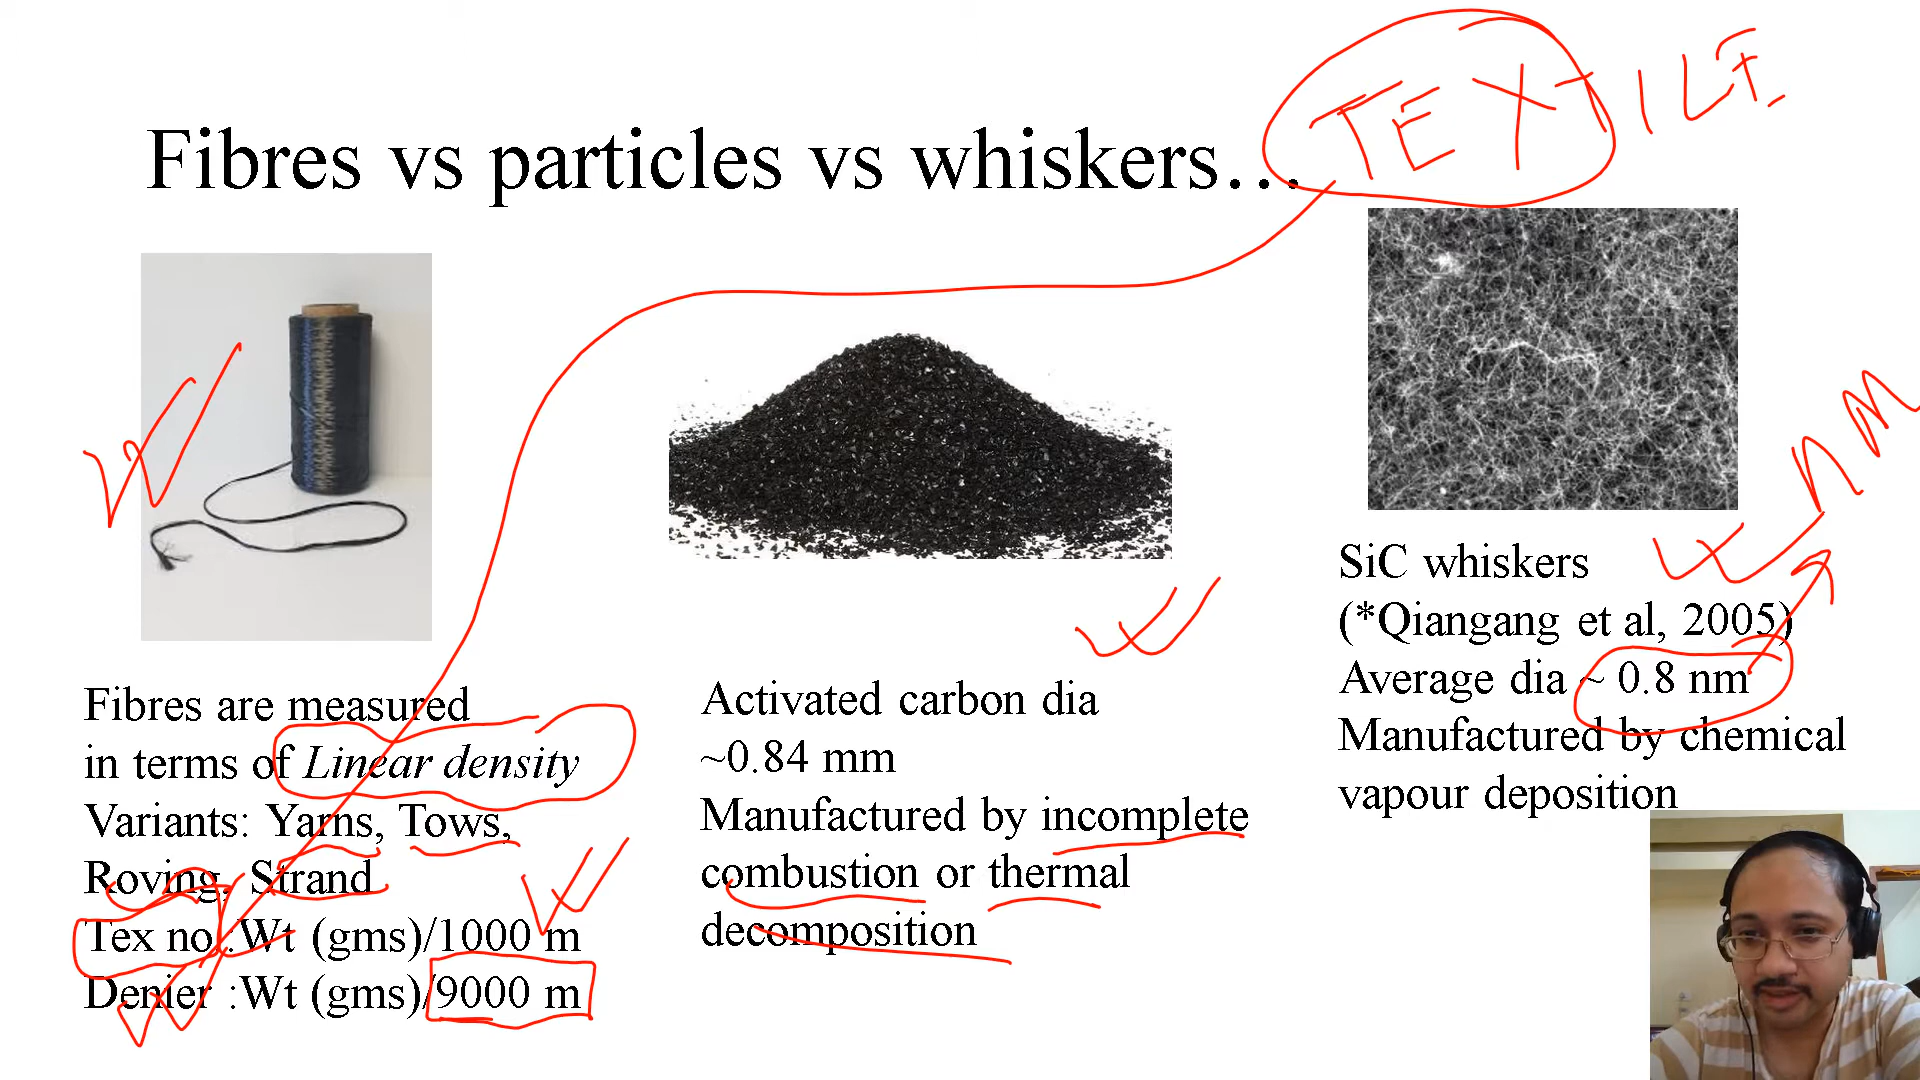 TEXTILE
Fibres vs particles vs whiskers…
nm
Fibres are measured
in terms of Linear density
Variants: Yarns, Tows,
Roving, Strand
Tex no :Wt (gms)/1000 m
Denier :Wt (gms)/9000 m
Activated carbon dia
~0.84 mm
Manufactured by incomplete
combustion or thermal
decomposition
SiC whiskers
(*Qiangang et al, 2005)
Average dia ~ 0.8 nm
Manufactured by chemical
vapour deposition